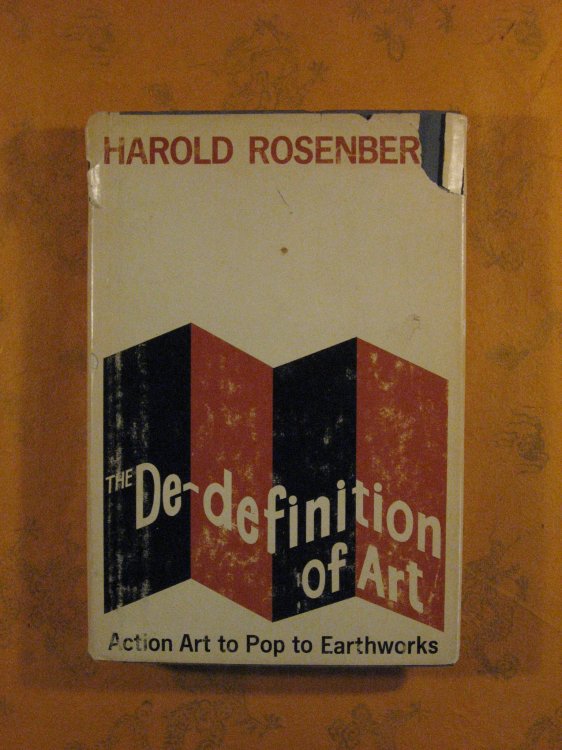 HAROLD ROSENBER
THE De-definition
of Art
Action Art to Pop to Earthworks